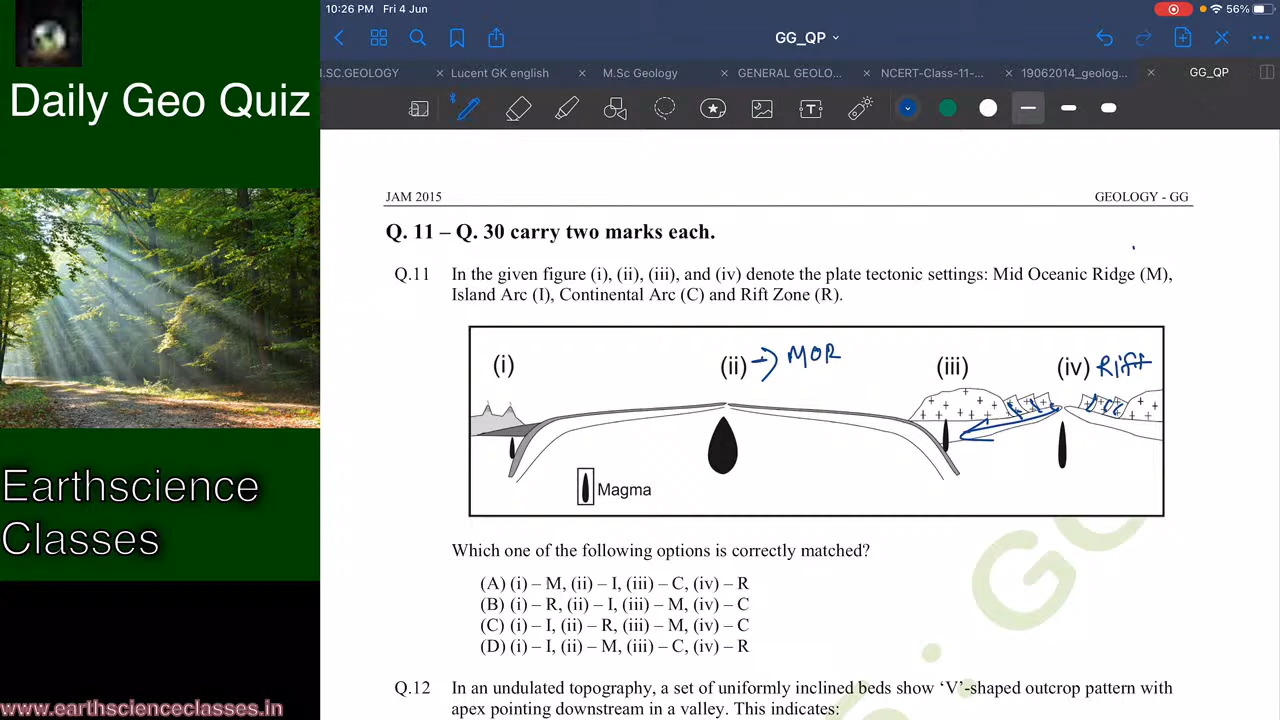 10:26 PM Fri 4 Jun
56%
GG_QP
Daily Geo Quiz
I.SC.GEOLOGY
Lucent GK english
M.Sc Geology
GENERAL GEOLO...
NCERT-Class-11-...
19062014_geolog...
GG_QP
JAM 2015
GEOLOGY - GG
Q. 11 – Q. 30 carry two marks each.
Q.11 In the given figure (i), (ii), (iii), and (iv) denote the plate tectonic settings: Mid Oceanic Ridge (M),
Island Arc (I), Continental Arc (C) and Rift Zone (R).
(i) (ii) → MOR (iii) (iv) Rift
Magma
Which one of the following options is correctly matched?
(A) (i) – M, (ii) – I, (iii) – C, (iv) – R
(B) (i) – R, (ii) – I, (iii) – M, (iv) – C
(C) (i) – I, (ii) – R, (iii) – M, (iv) – C
(D) (i) – I, (ii) – M, (iii) – C, (iv) – R
Q.12 In an undulated topography, a set of uniformly inclined beds show ‘V’-shaped outcrop pattern with
apex pointing downstream in a valley. This indicates:
Earthscience
Classes
www.earthscienceclasses.in